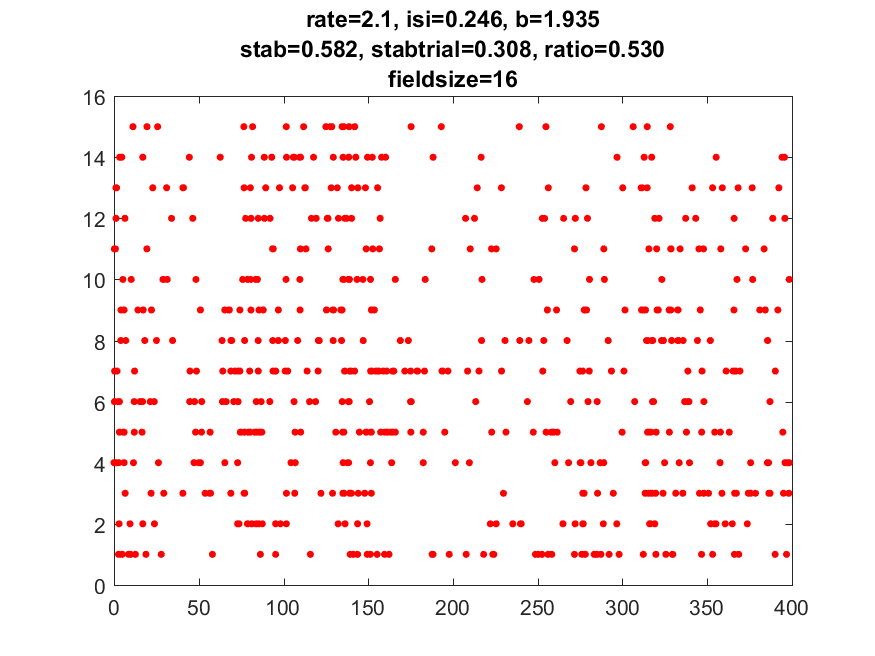 rate=2.1, isi=0.246, b=1.935
stab=0.582, stabtrial=0.308, ratio=0.530
fieldsize=16
16
14
12
10
8
6
4
2
0
0 50 100 150 200 250 300 350 400